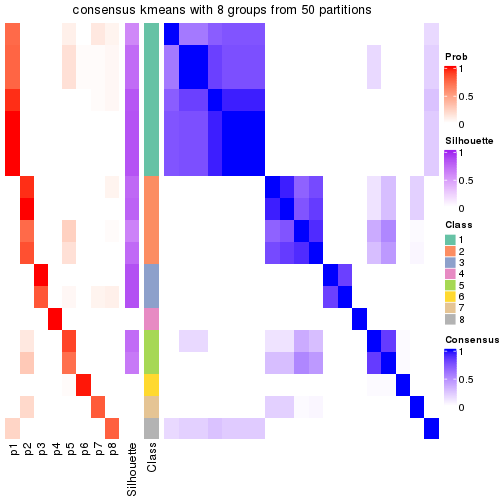 consensus kmeans with 8 groups from 50 partitions
Prob
1
0.5
0
Silhouette
1
0.5
0
Class
1
2
3
4
5
6
7
8
Consensus
1
0.5
0
p1
p2
p3
p4
p5
p6
p7
p8
Silhouette
Class